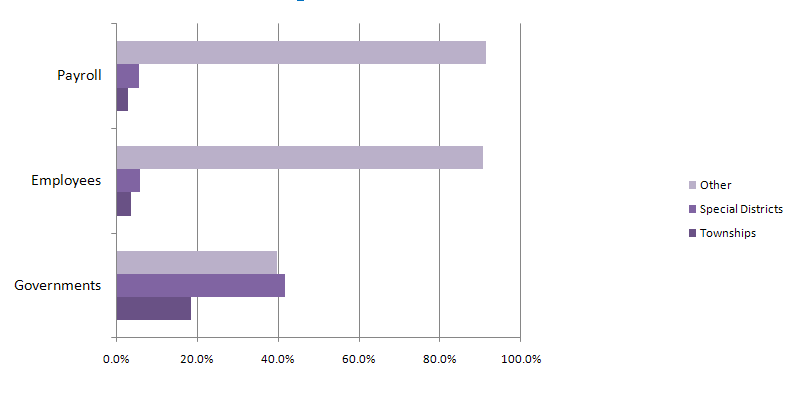 Payroll
Employees
Governments
Other
Special Districts
Townships
0.0% 20.0% 40.0% 60.0% 80.0% 100.0%